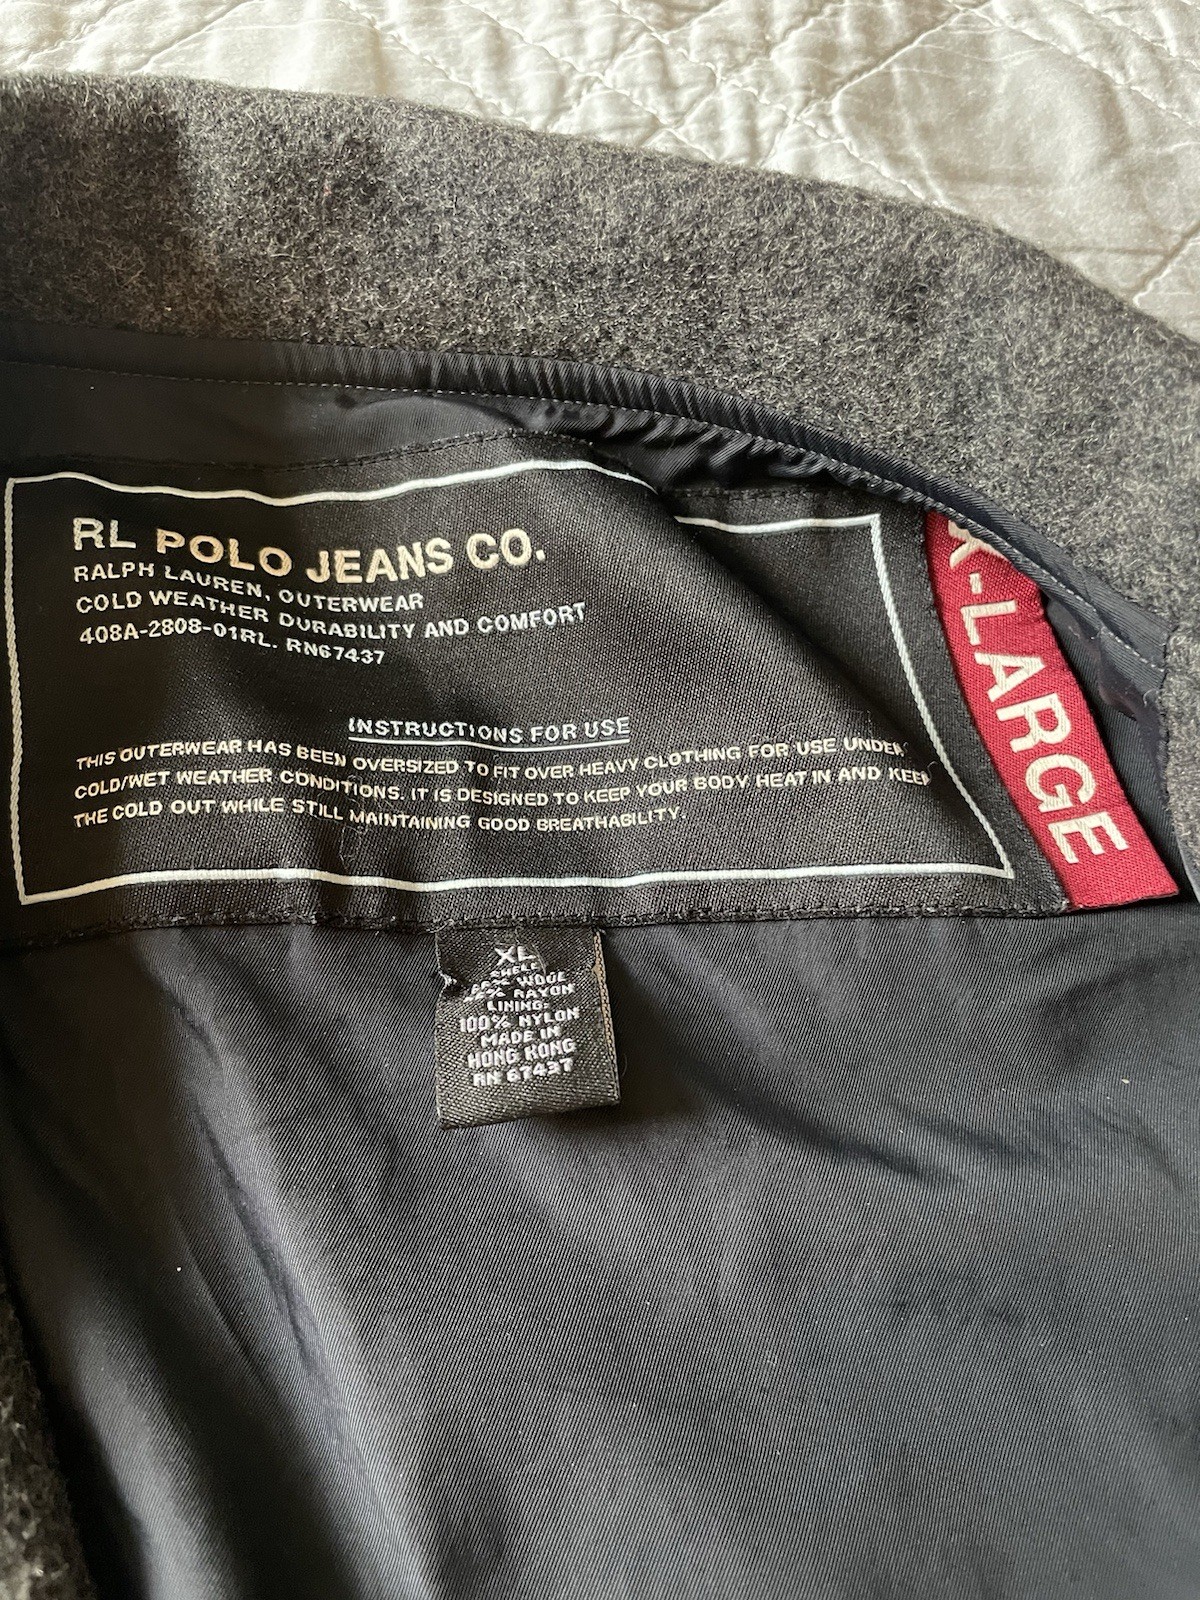 RL POLO JEANS CO.
RALPH LAUREN, OUTERWEAR
COLD WEATHER DURABILITY AND COMFORT
408A-2808-01RL. RN67437
INSTRUCTIONS FOR USE
THIS OUTERWEAR HAS BEEN OVERSIZED TO FIT OVER HEAVY CLOTHING FOR USE UNDER
COLD/WET WEATHER CONDITIONS. IT IS DESIGNED TO KEEP YOUR BODY HEAT IN AND KEEP
THE COLD OUT WHILE STILL MAINTAINING GOOD BREATHABILITY.
X-LARGE
XL
SHELL
WOOL
RAYON
LINING:
100% NYLON
MADE IN
HONG KONG
RN 67437